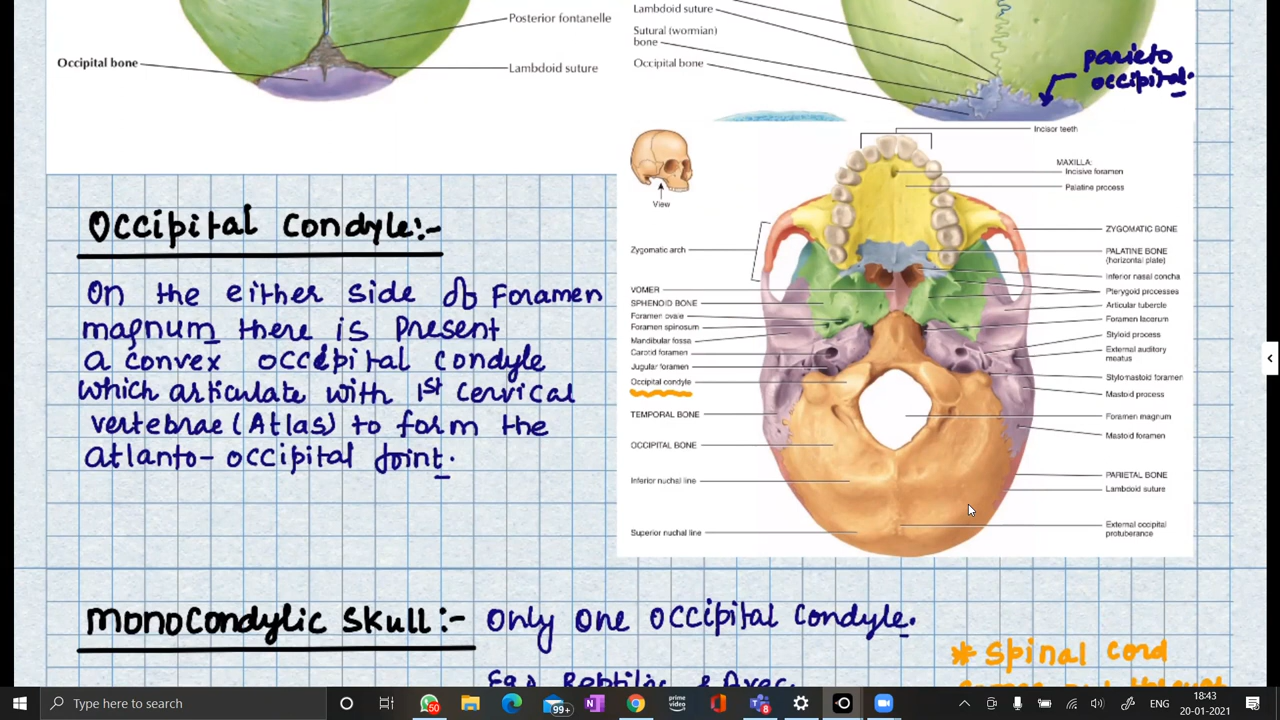 Posterior fontanelle
Occipital bone
Lambdoid suture
Lambdoid suture
Sutural (wormian)
bone
Occipital bone
parieto
occipital.
Occipital Condyle:-
On the either side of Foramen
magnum there is present
a convex occipital condyle
which articulate with 1st cervical
vertebrae (Atlas) to form the
atlanto-occipital joint.
View
Zygomatic arch
VOMER
SPHENOID BONE
Foramen ovale
Foramen spinosum
Mandibular fossa
Carotid foramen
Jugular foramen
Occipital condyle
TEMPORAL BONE
OCCIPITAL BONE
Inferior nuchal line
Superior nuchal line
Incisor teeth
MAXILLA:
Incisive foramen
Palatine process
ZYGOMATIC BONE
PALATINE BONE
(horizontal plate)
Inferior nasal concha
Pterygoid processes
Articular tubercle
Foramen lacerum
Styloid process
External auditory
meatus
Stylomastoid foramen
Mastoid process
Foramen magnum
Mastoid foramen
PARIETAL BONE
Lambdoid suture
External occipital
protuberance
MonoCondylic Skull:- Only one occipital condyle.
* Spinal cord
Type here to search
50
99+
prime
video
8
ENG
18:43
20-01-2021